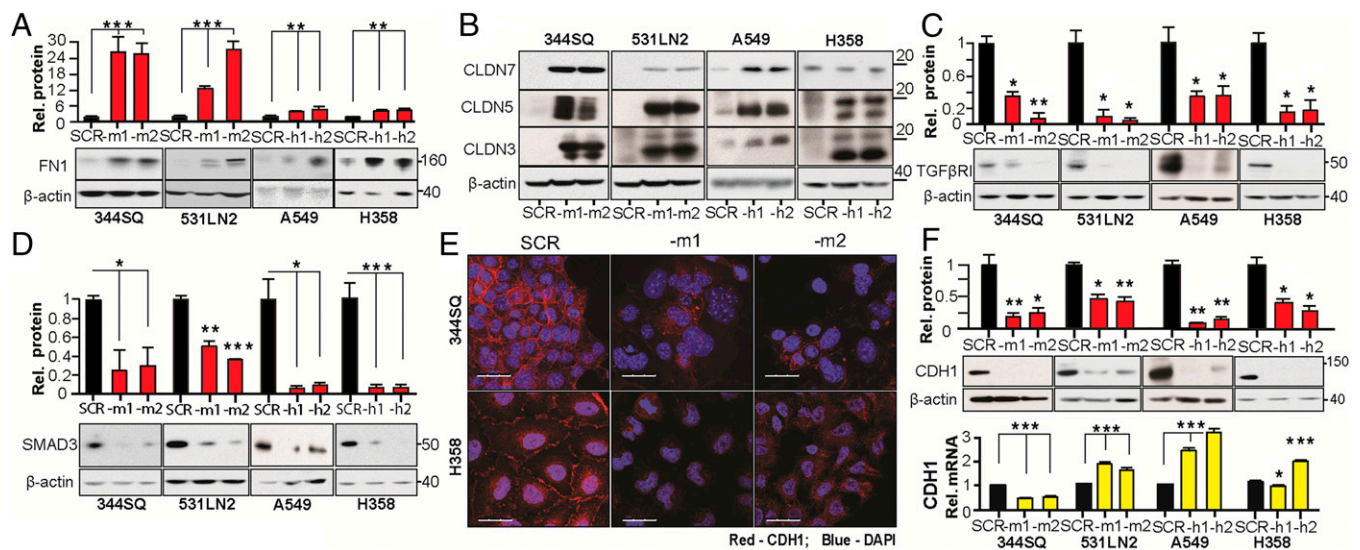 A
*** *** ** **
Rel. protein
30
24
18
12
6
0
SCR -m1 -m2 SCR -m1 -m2 SCR -h1 -h2 SCR -h1 -h2
FN1
160
β-actin
40
344SQ 531LN2 A549 H358
B
344SQ 531LN2 A549 H358
CLDN7
20
CLDN5
20
CLDN3
20
β-actin
40
SCR -m1 -m2 SCR -m1 -m2 SCR -h1 -h2 SCR -h1 -h2
C
Rel. protein
1
0.6
0.2
0
* ** * * * * * *
SCR -m1 -m2 SCR -m1 -m2 SCR -h1 -h2 SCR -h1 -h2
TGFβRI
50
β-actin
40
344SQ 531LN2 A549 H358
D
* ** *** * ***
Rel. protein
1
0.8
0.6
0.4
0.2
0
SCR -m1 -m2 SCR -m1 -m2 SCR -h1 -h2 SCR -h1 -h2
SMAD3
50
β-actin
40
344SQ 531LN2 A549 H358
E
SCR -m1 -m2
344SQ
H358
Red - CDH1; Blue - DAPI
F
Rel. protein
1
0.6
0.2
0
** * * ** ** ** * *
SCR -m1 -m2 SCR -m1 -m2 SCR -h1 -h2 SCR -h1 -h2
CDH1
150
β-actin
40
CDH1
Rel. mRNA
3
2
1
0
*** *** *** * ***
SCR -m1 -m2 SCR -m1 -m2 SCR -h1 -h2 SCR -h1 -h2
344SQ 531LN2 A549 H358